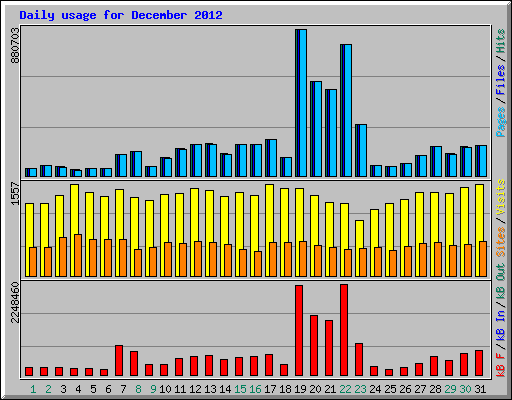 Daily usage for December 2012
880703
Pages / Files / Hits
1557
Sites / Visits
2248460
kB F / kB In / kB Out
1 2 3 4 5 6 7 8 9 10 11 12 13 14 15 16 17 18 19 20 21 22 23 24 25 26 27 28 29 30 31